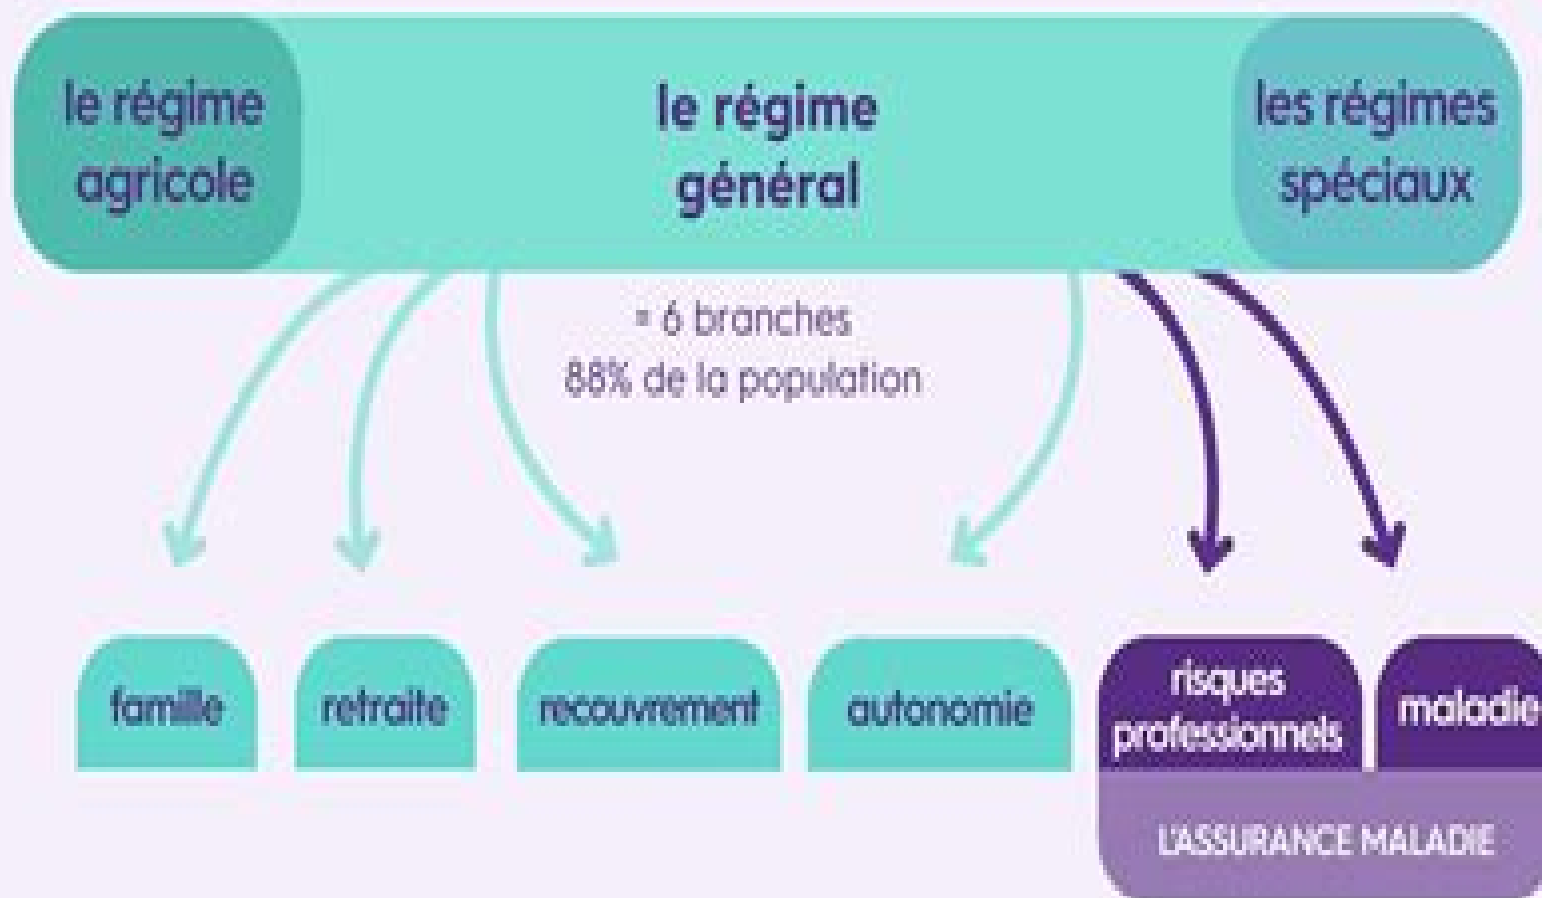 le régime
agricole
le régime
général
les régimes
spéciaux
= 6 branches
88% de la population
famille
retraite
recouvrement
autonomie
risques
professionnels
maladie
L'ASSURANCE MALADIE